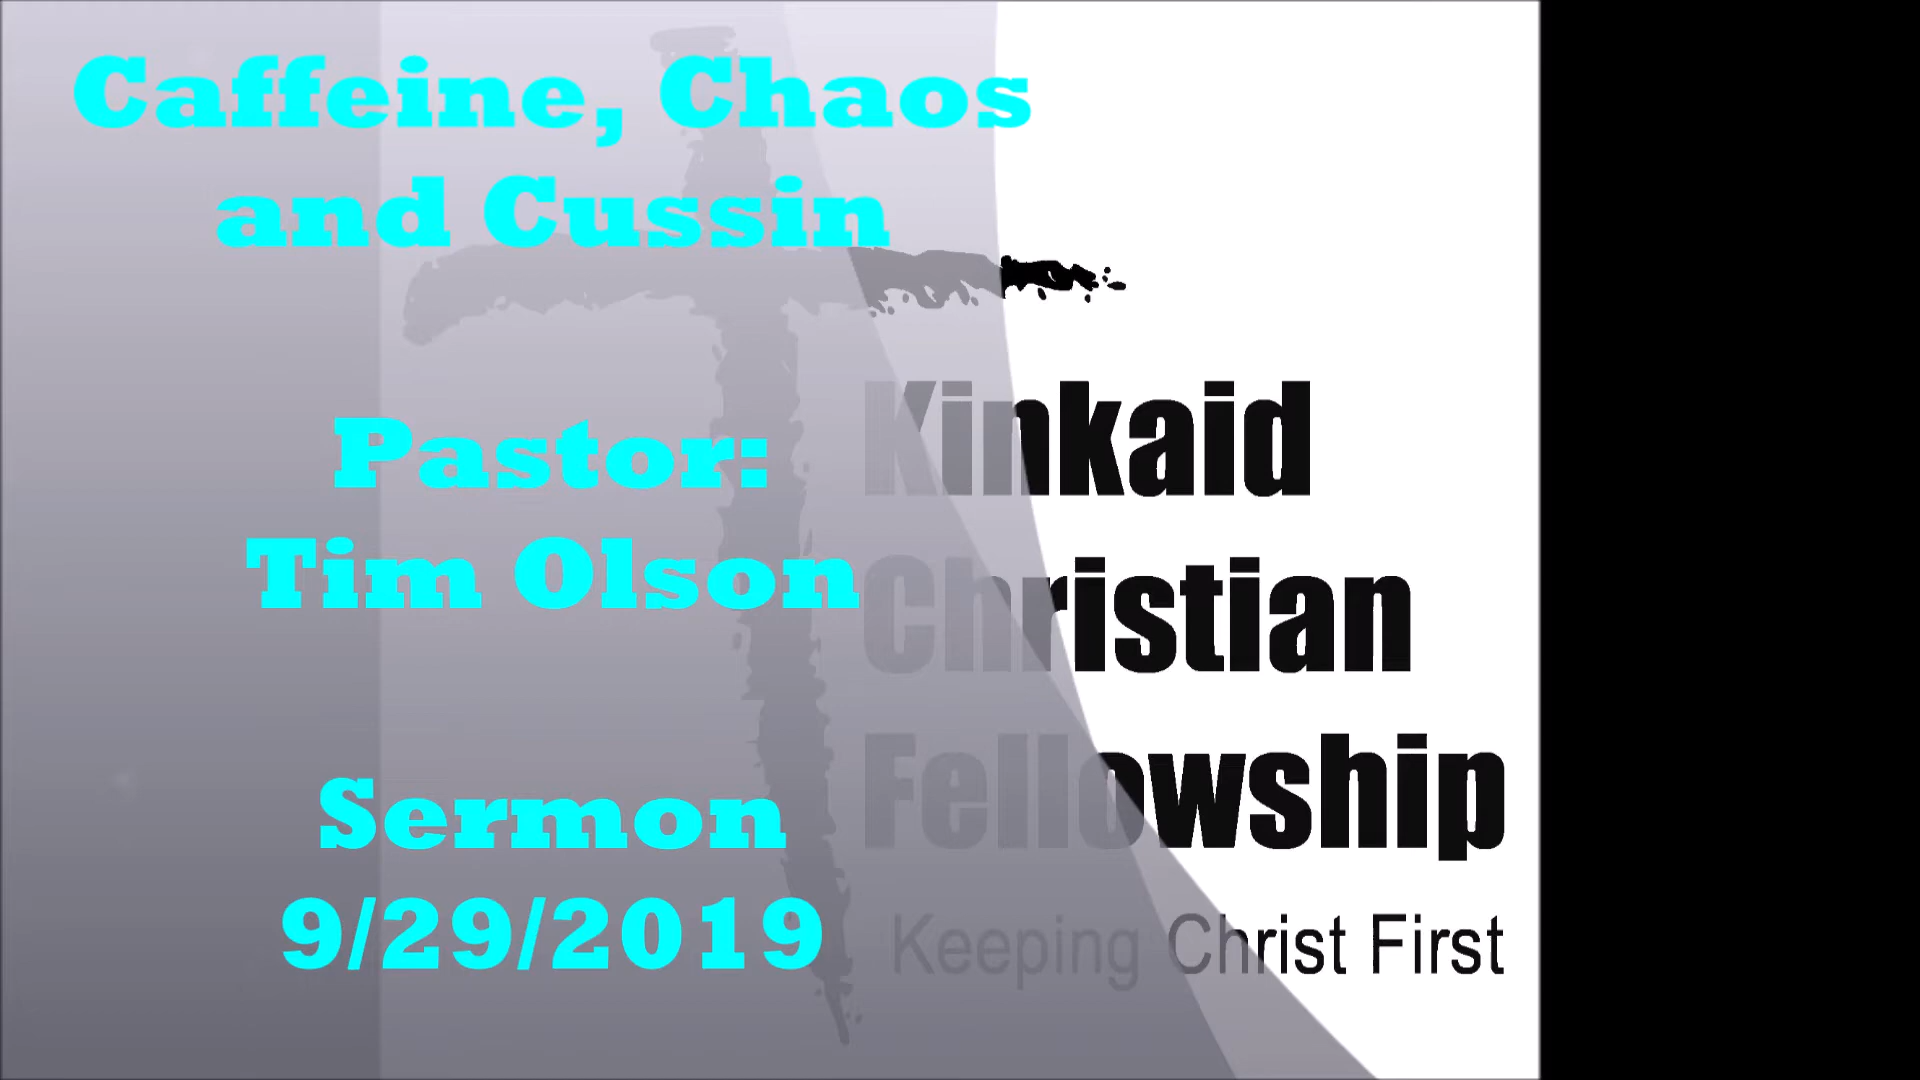 Caffeine, Chaos
and Cussin
Pastor:
Tim Olson
Sermon
9/29/2019
Kinkaid
Christian
Fellowship
Keeping Christ First